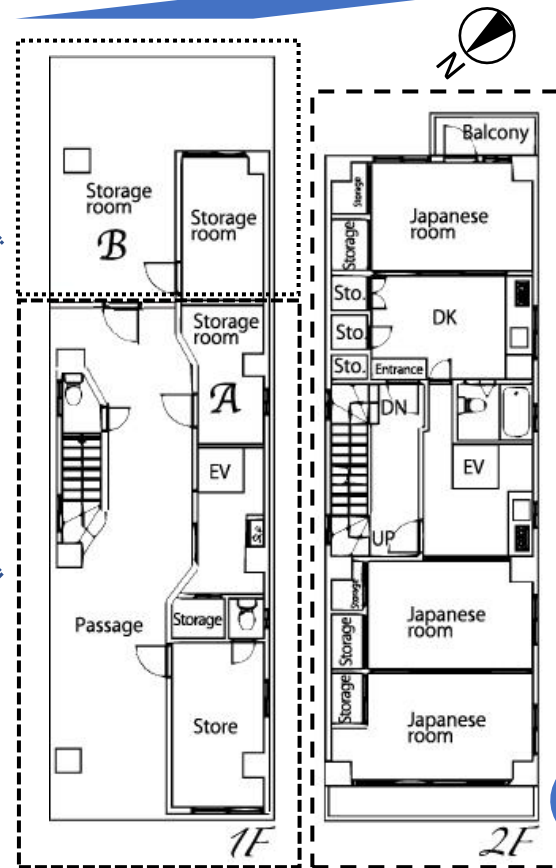 N
Storage
room
B
Storage
room
Storage
room
A
EV
Passage
Storage
Store
1F
Balcony
Storage
Japanese
room
Storage
Sto.
DK
Sto.
Sto.
Entrance
DN
EV
UP
Storage
Japanese
room
Storage
Storage
Japanese
room
2F